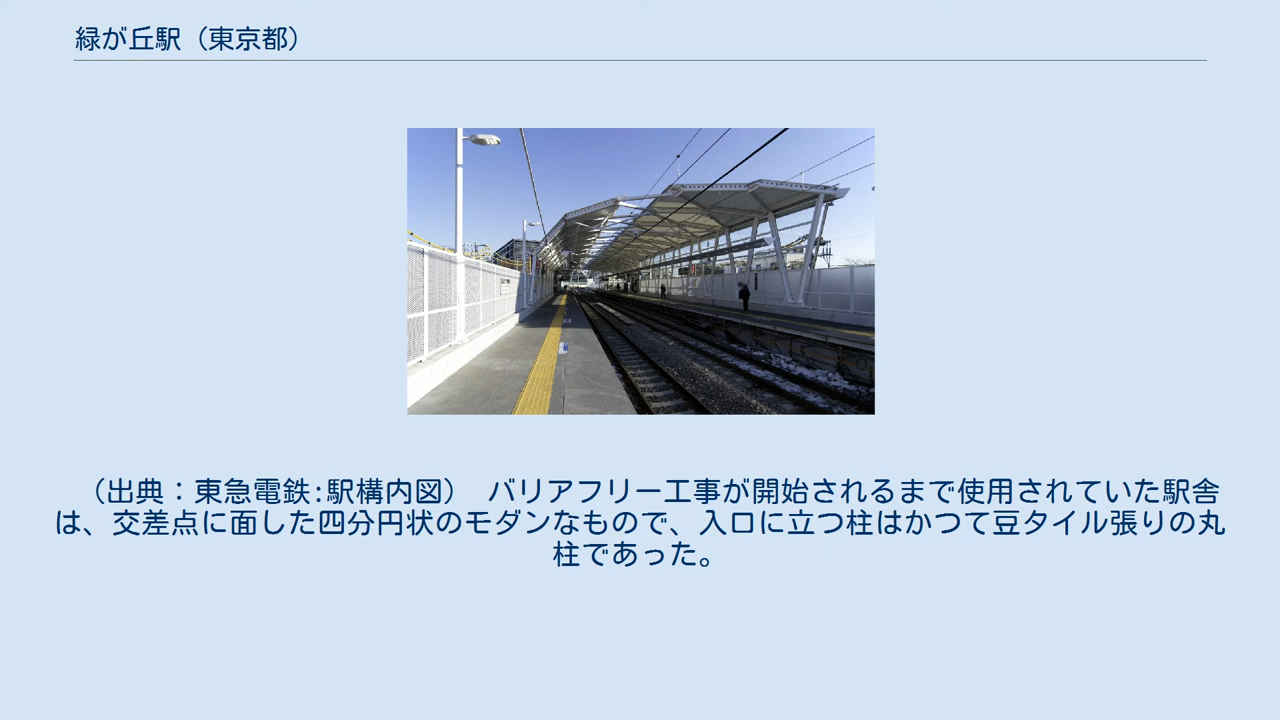 緑が丘駅（東京都）
（出典：東急電鉄:駅構内図） バリアフリー工事が開始されるまで使用されていた駅舎
は、交差点に面した四分円状のモダンなもので、入口に立つ柱はかつて豆タイル張りの丸
柱であった。